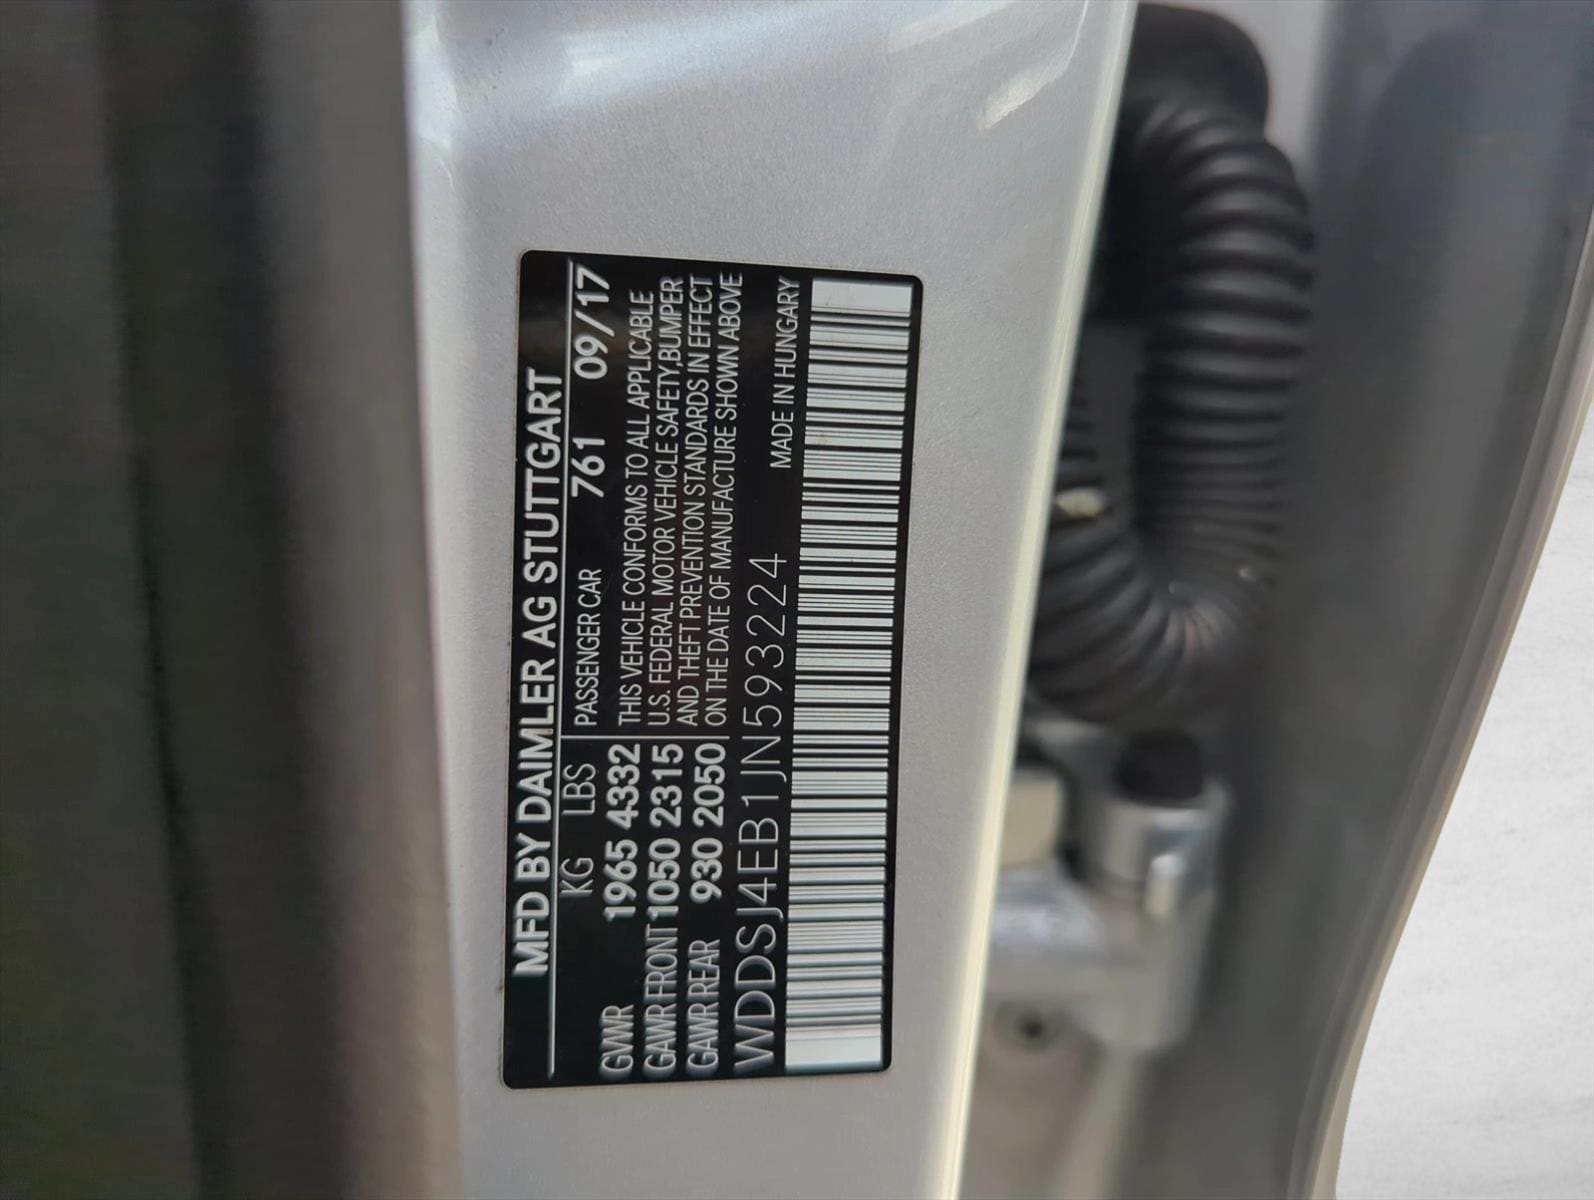 MFD BY DAIMLER AG STUTTGART
KG LBS PASSENGER CAR 761 09/17
GVWR 1965 4332 THIS VEHICLE CONFORMS TO ALL APPLICABLE
GAWR FRONT 1050 2315 U.S. FEDERAL MOTOR VEHICLE SAFETY,BUMPER
GAWR REAR 930 2050 AND THEFT PREVENTION STANDARDS IN EFFECT
ON THE DATE OF MANUFACTURE SHOWN ABOVE
WDDSJ4EB1JN593224 MADE IN HUNGARY